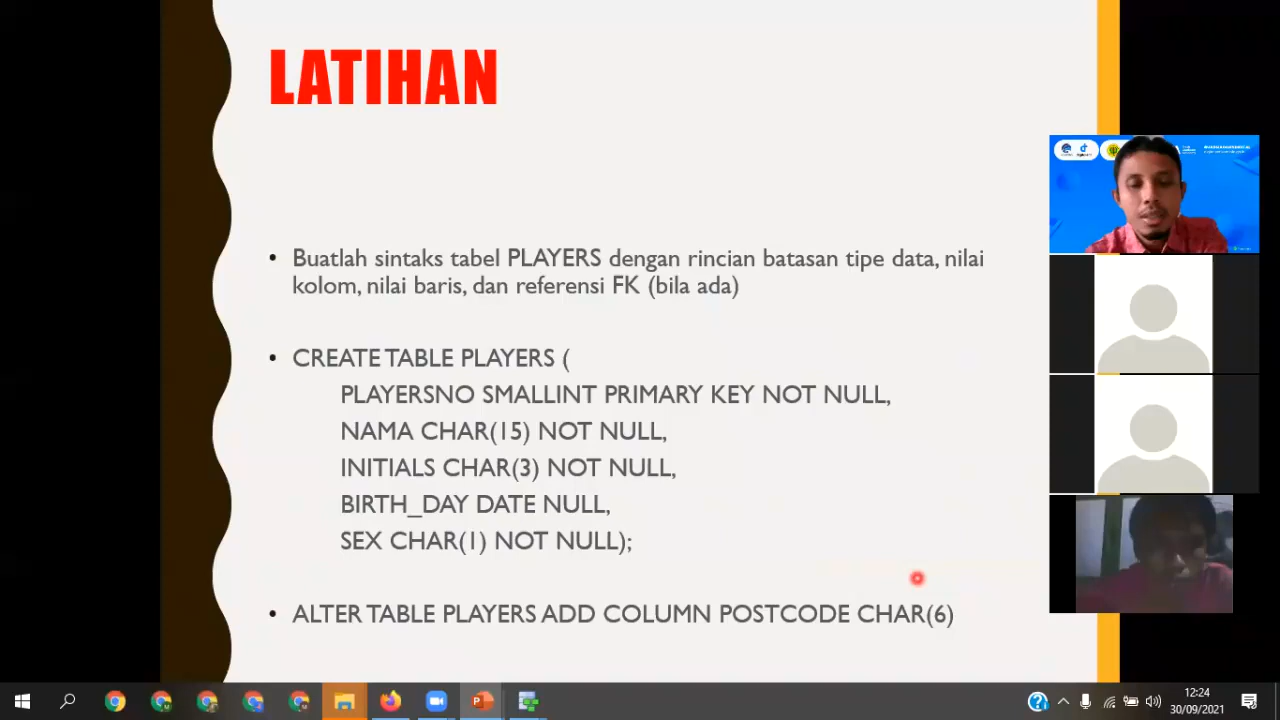 LATIHAN
• Buatlah sintaks tabel PLAYERS dengan rincian batasan tipe data, nilai
kolom, nilai baris, dan referensi FK (bila ada)
• CREATE TABLE PLAYERS (
PLAYERSNO SMALLINT PRIMARY KEY NOT NULL,
NAMA CHAR(15) NOT NULL,
INITIALS CHAR(3) NOT NULL,
BIRTH_DAY DATE NULL,
SEX CHAR(1) NOT NULL);
• ALTER TABLE PLAYERS ADD COLUMN POSTCODE CHAR(6)
12:24
30/09/2021